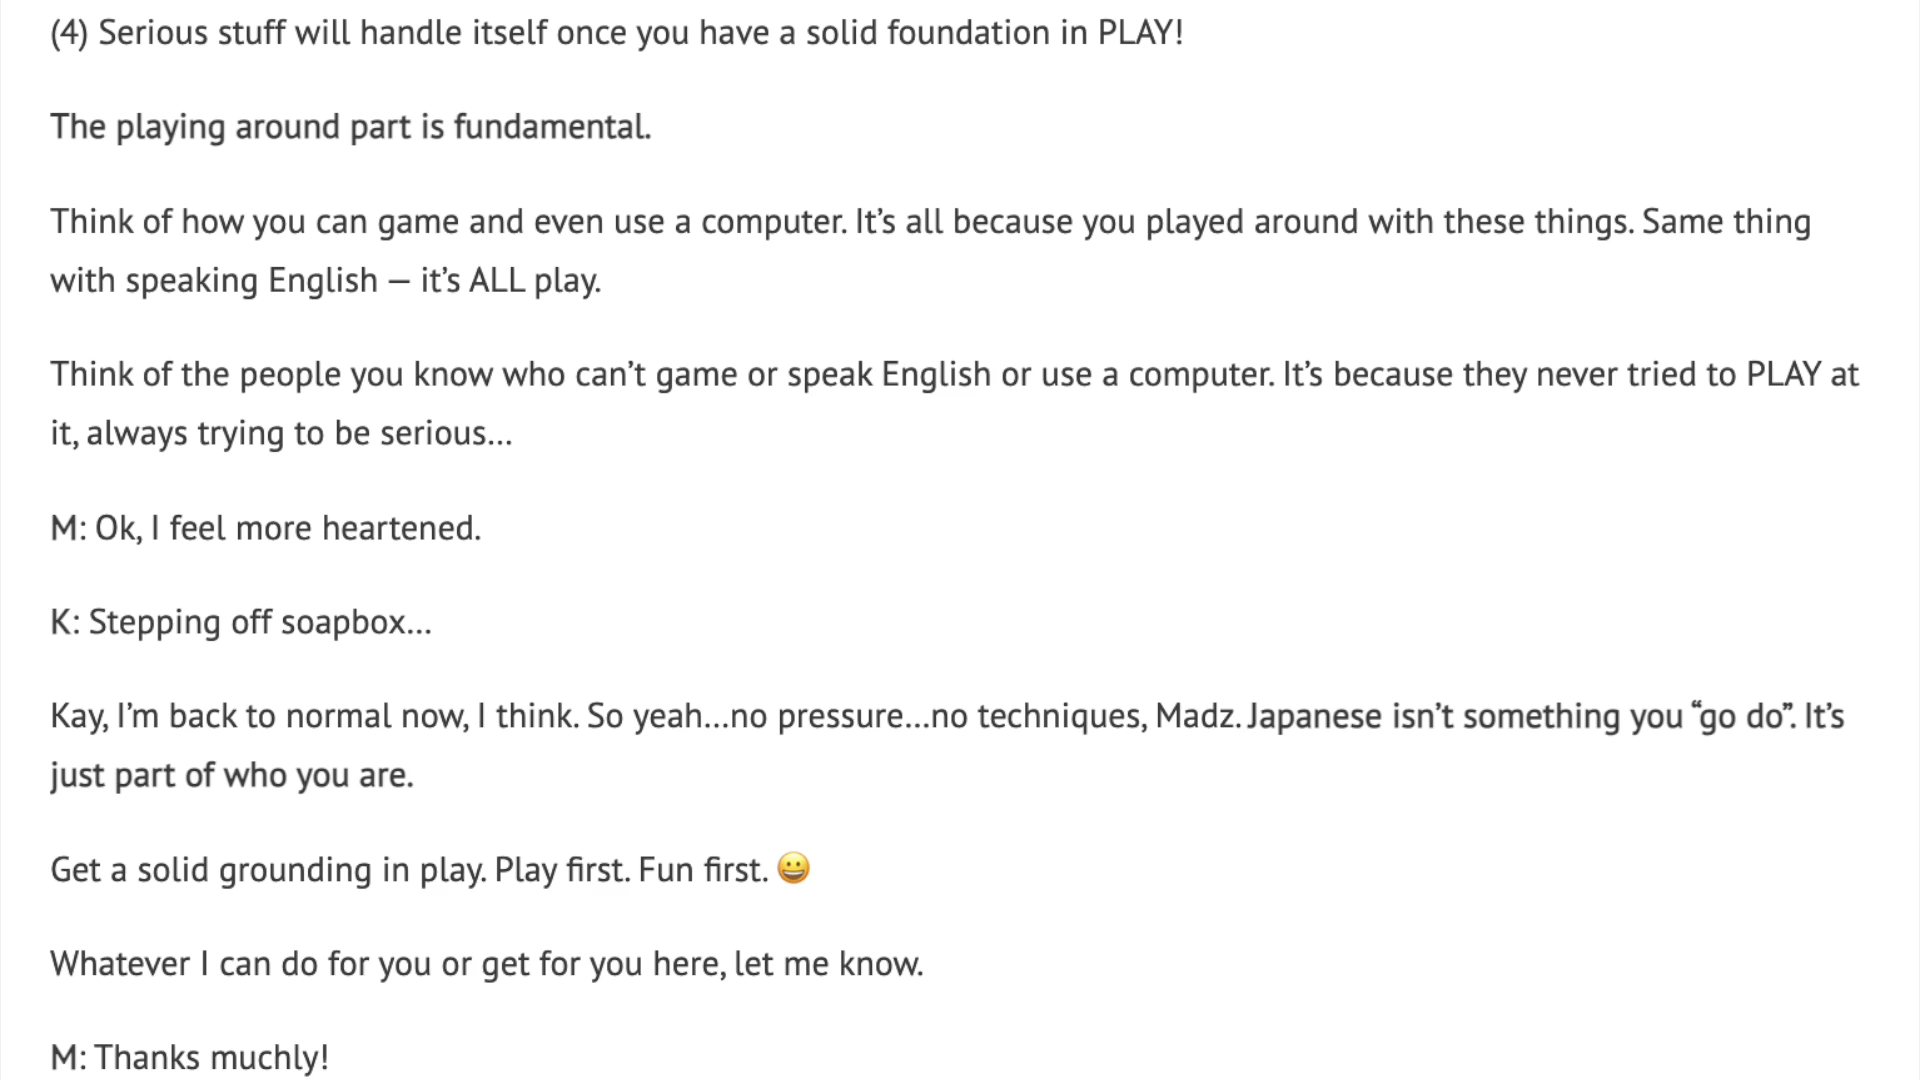 (4) Serious stuff will handle itself once you have a solid foundation in PLAY!
The playing around part is fundamental.
Think of how you can game and even use a computer. It’s all because you played around with these things. Same thing
with speaking English — it’s ALL play.
Think of the people you know who can’t game or speak English or use a computer. It’s because they never tried to PLAY at
it, always trying to be serious…
M: Ok, I feel more heartened.
K: Stepping off soapbox…
Kay, I’m back to normal now, I think. So yeah…no pressure…no techniques, Madz. Japanese isn’t something you “go do”. It’s
just part of who you are.
Get a solid grounding in play. Play first. Fun first. 😀
Whatever I can do for you or get for you here, let me know.
M: Thanks muchly!